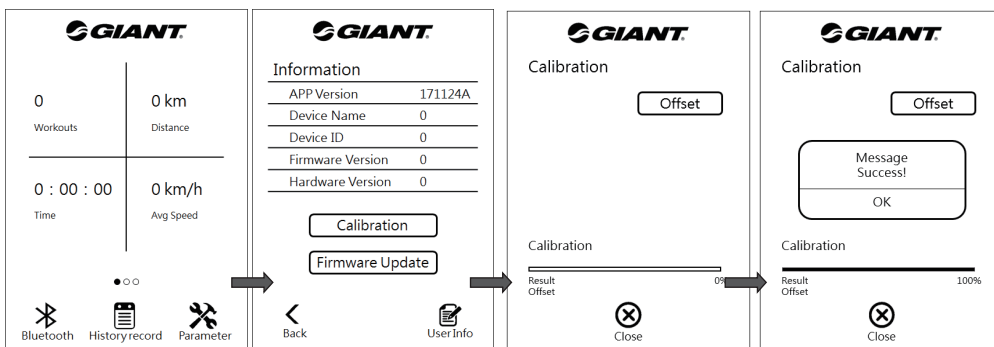 GIANT.
0
Workouts
0 km
Distance
0 : 00 : 00
Time
0 km/h
Avg Speed
Bluetooth
History record
Parameter
GIANT.
Information
APP Version 171124A
Device Name 0
Device ID 0
Firmware Version 0
Hardware Version 0
Calibration
Firmware Update
Back
User Info
GIANT.
Calibration
Offset
Calibration
Result 0%
Offset
Close
GIANT.
Calibration
Offset
Message
Success!
OK
Calibration
Result 100%
Offset
Close